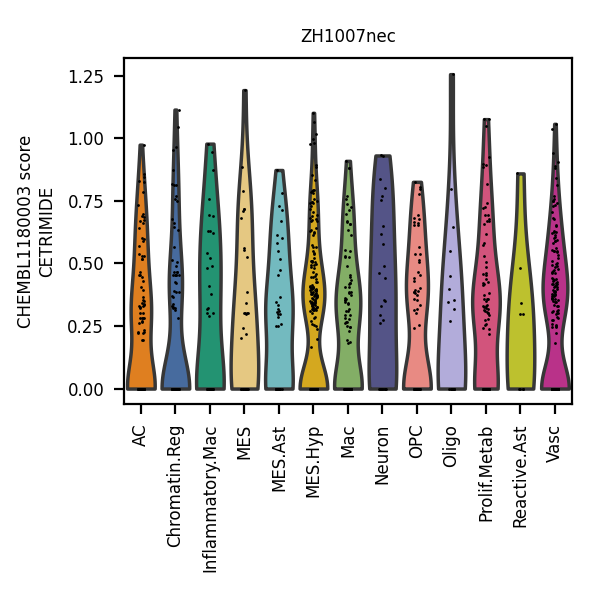 ZH1007nec
CHEMBL1180003 score
CETRIMIDE
1.25
1.00
0.75
0.50
0.25
0.00
AC
Chromatin.Reg
Inflammatory.Mac
MES
MES.Ast
MES.Hyp
Mac
Neuron
OPC
Oligo
Prolif.Metab
Reactive.Ast
Vasc